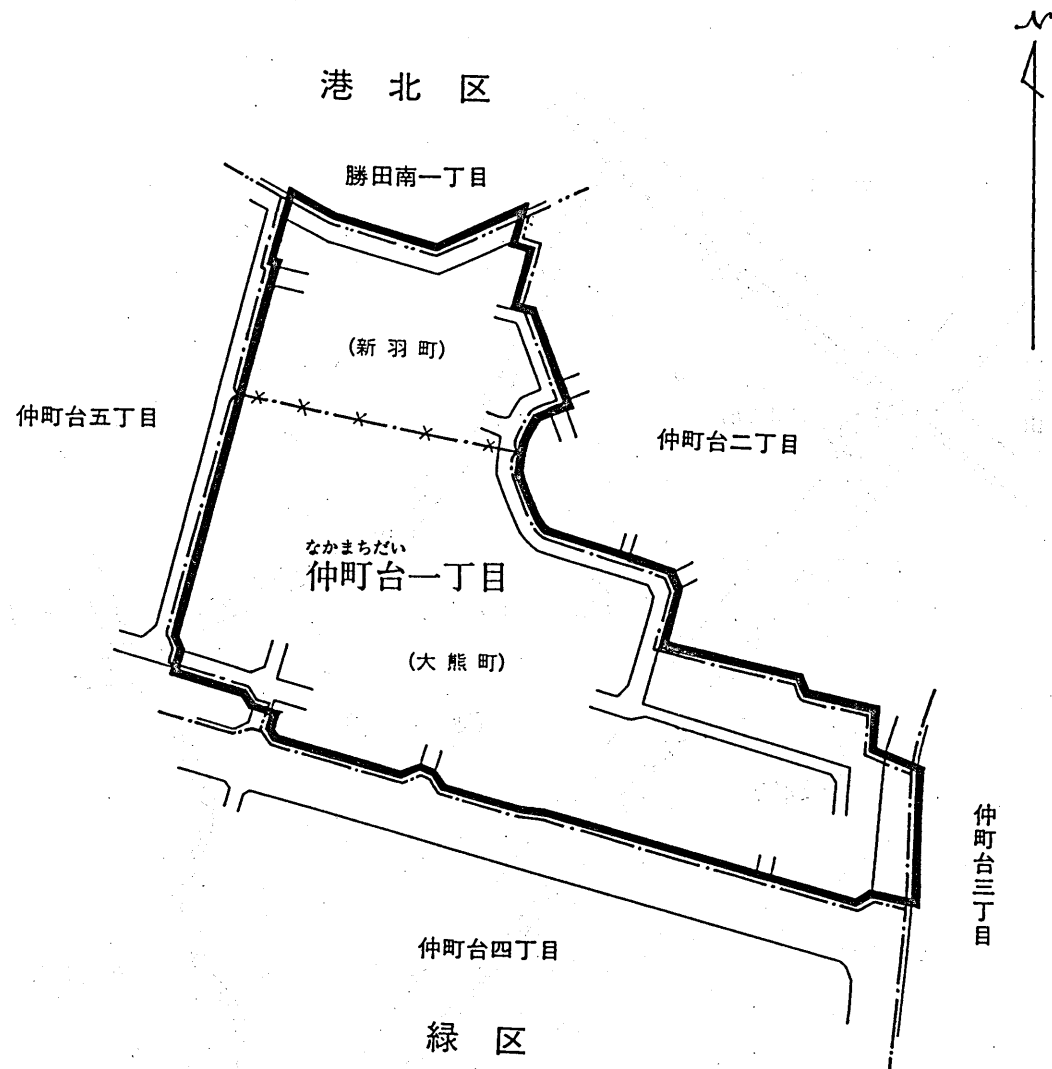 N
港北区
勝田南一丁目
(新羽町)
仲町台五丁目
仲町台二丁目
なかまちだい
仲町台一丁目
(大熊町)
仲町台三丁目
仲町台四丁目
緑区